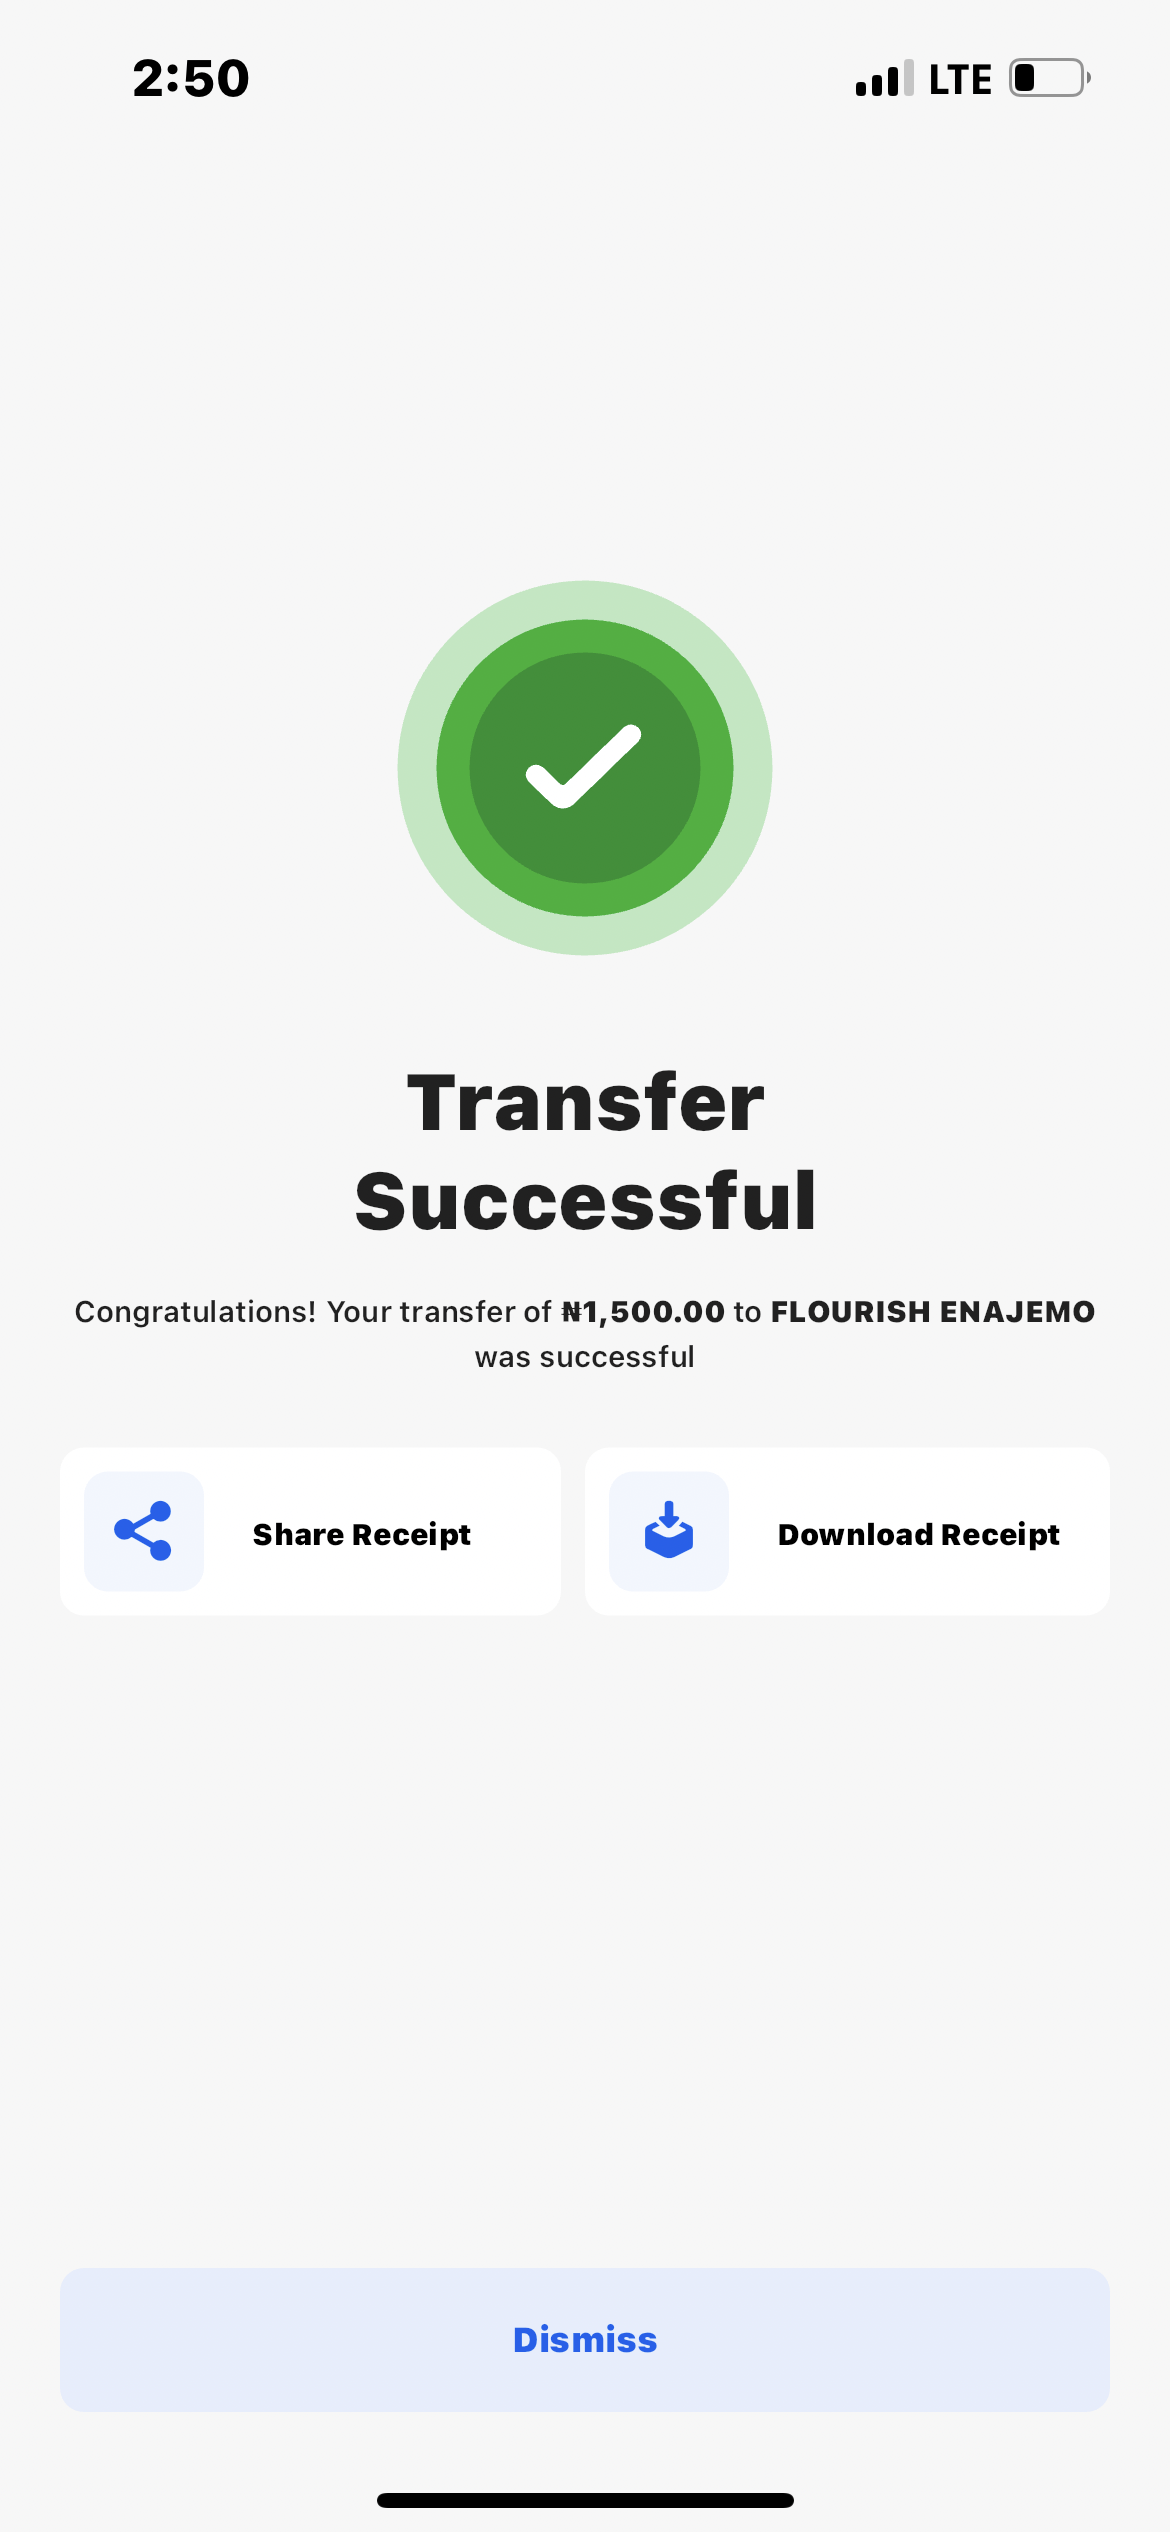 2:50
LTE
Transfer
Successful
Congratulations! Your transfer of ₦1,500.00 to FLOURISH ENAJEMO
was successful
Share Receipt
Download Receipt
Dismiss